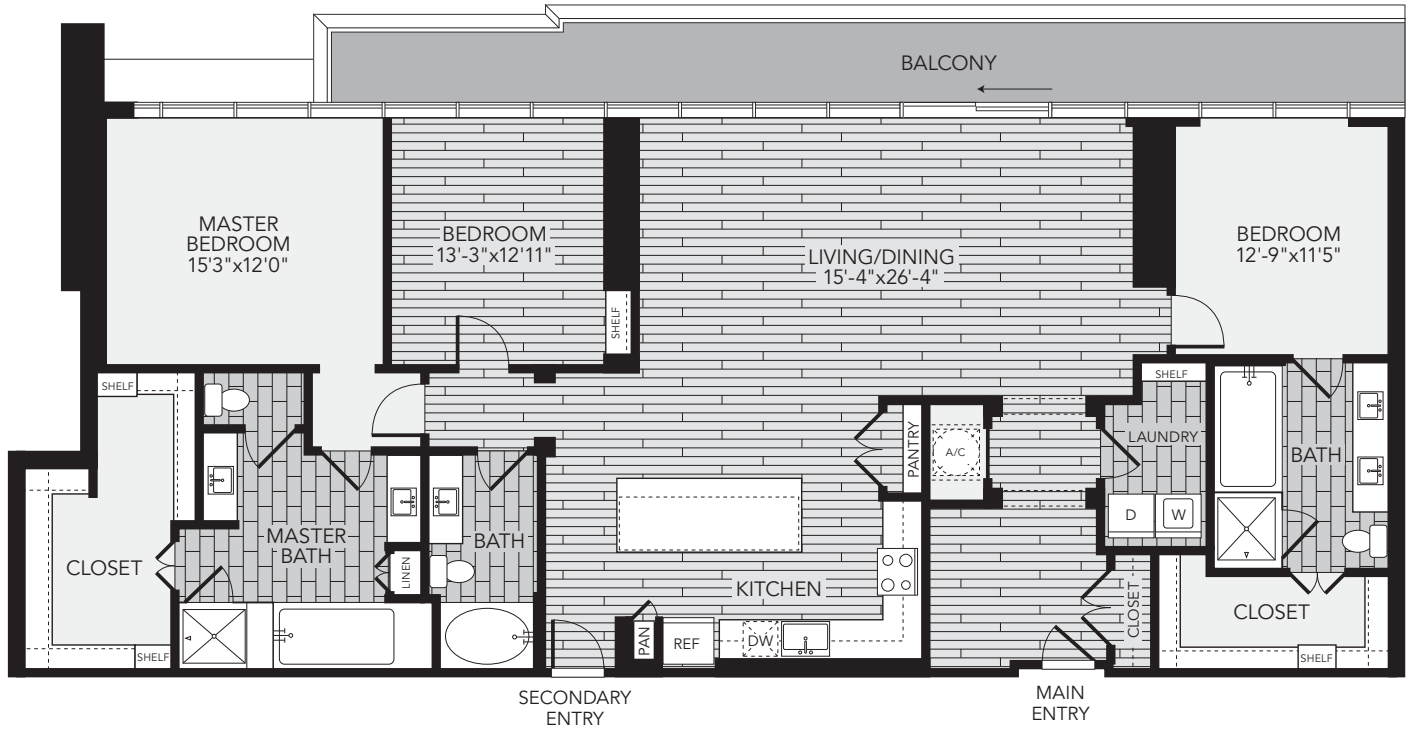 BALCONY
MASTER
BEDROOM
15'3"x12'0"
BEDROOM
13'-3"x12'11"
SHELF
LIVING/DINING
15'-4"x26'-4"
BEDROOM
12'-9"x11'5"
SHELF
SHELF
PANTRY
A/C
LAUNDRY
BATH
D
W
MASTER
BATH
LINEN
BATH
CLOSET
KITCHEN
CLOSET
CLOSET
SHELF
PAN
REF
DW
SHELF
SECONDARY
ENTRY
MAIN
ENTRY